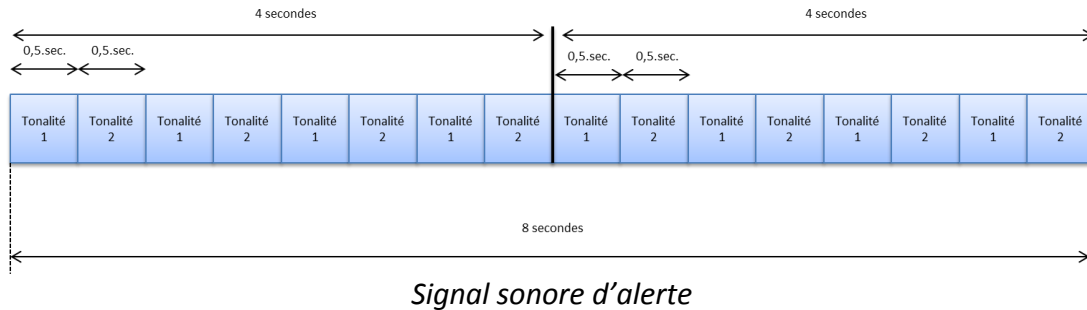 4 secondes 4 secondes
0,5.sec. 0,5.sec. 0,5.sec. 0,5.sec.
Tonalité Tonalité Tonalité Tonalité Tonalité Tonalité Tonalité Tonalité Tonalité Tonalité Tonalité Tonalité Tonalité Tonalité Tonalité Tonalité
1 2 1 2 1 2 1 2 1 2 1 2 1 2 1 2
8 secondes
Signal sonore d’alerte